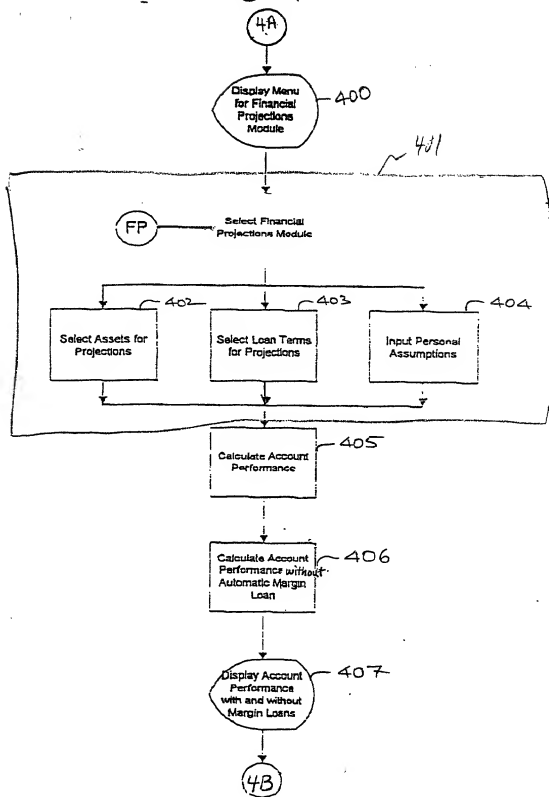 4A
Display Menu
for Financial
Projections
Module
400
401
FP
Select Financial
Projections Module
402
403
404
Select Assets for
Projections
Select Loan Terms
for Projections
Input Personal
Assumptions
405
Calculate Account
Performance
406
Calculate Account
Performance without
Automatic Margin
Loan
407
Display Account
Performance
with and without
Margin Loans
4B